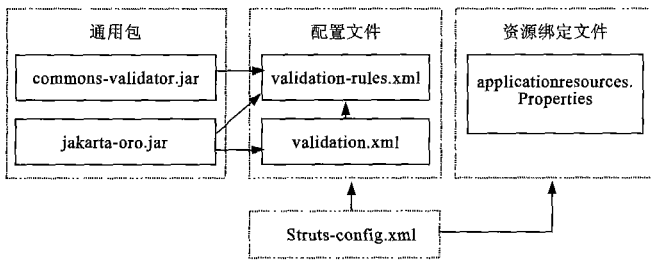 通用包
配置文件
资源绑定文件
commons-validator.jar
validation-rules.xml
applicationresources.
Properties
jakarta-oro.jar
validation.xml
Struts-config.xml